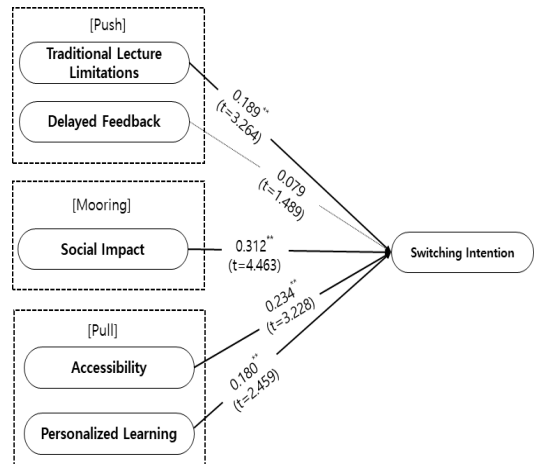 [Push]
Traditional Lecture
Limitations
Delayed Feedback
0.189**
(t=3.264)
0.079
(t=1.489)
[Mooring]
Social Impact
0.312**
(t=4.463)
Switching Intention
[Pull]
Accessibility
0.234**
(t=3.228)
Personalized Learning
0.180**
(t=2.459)